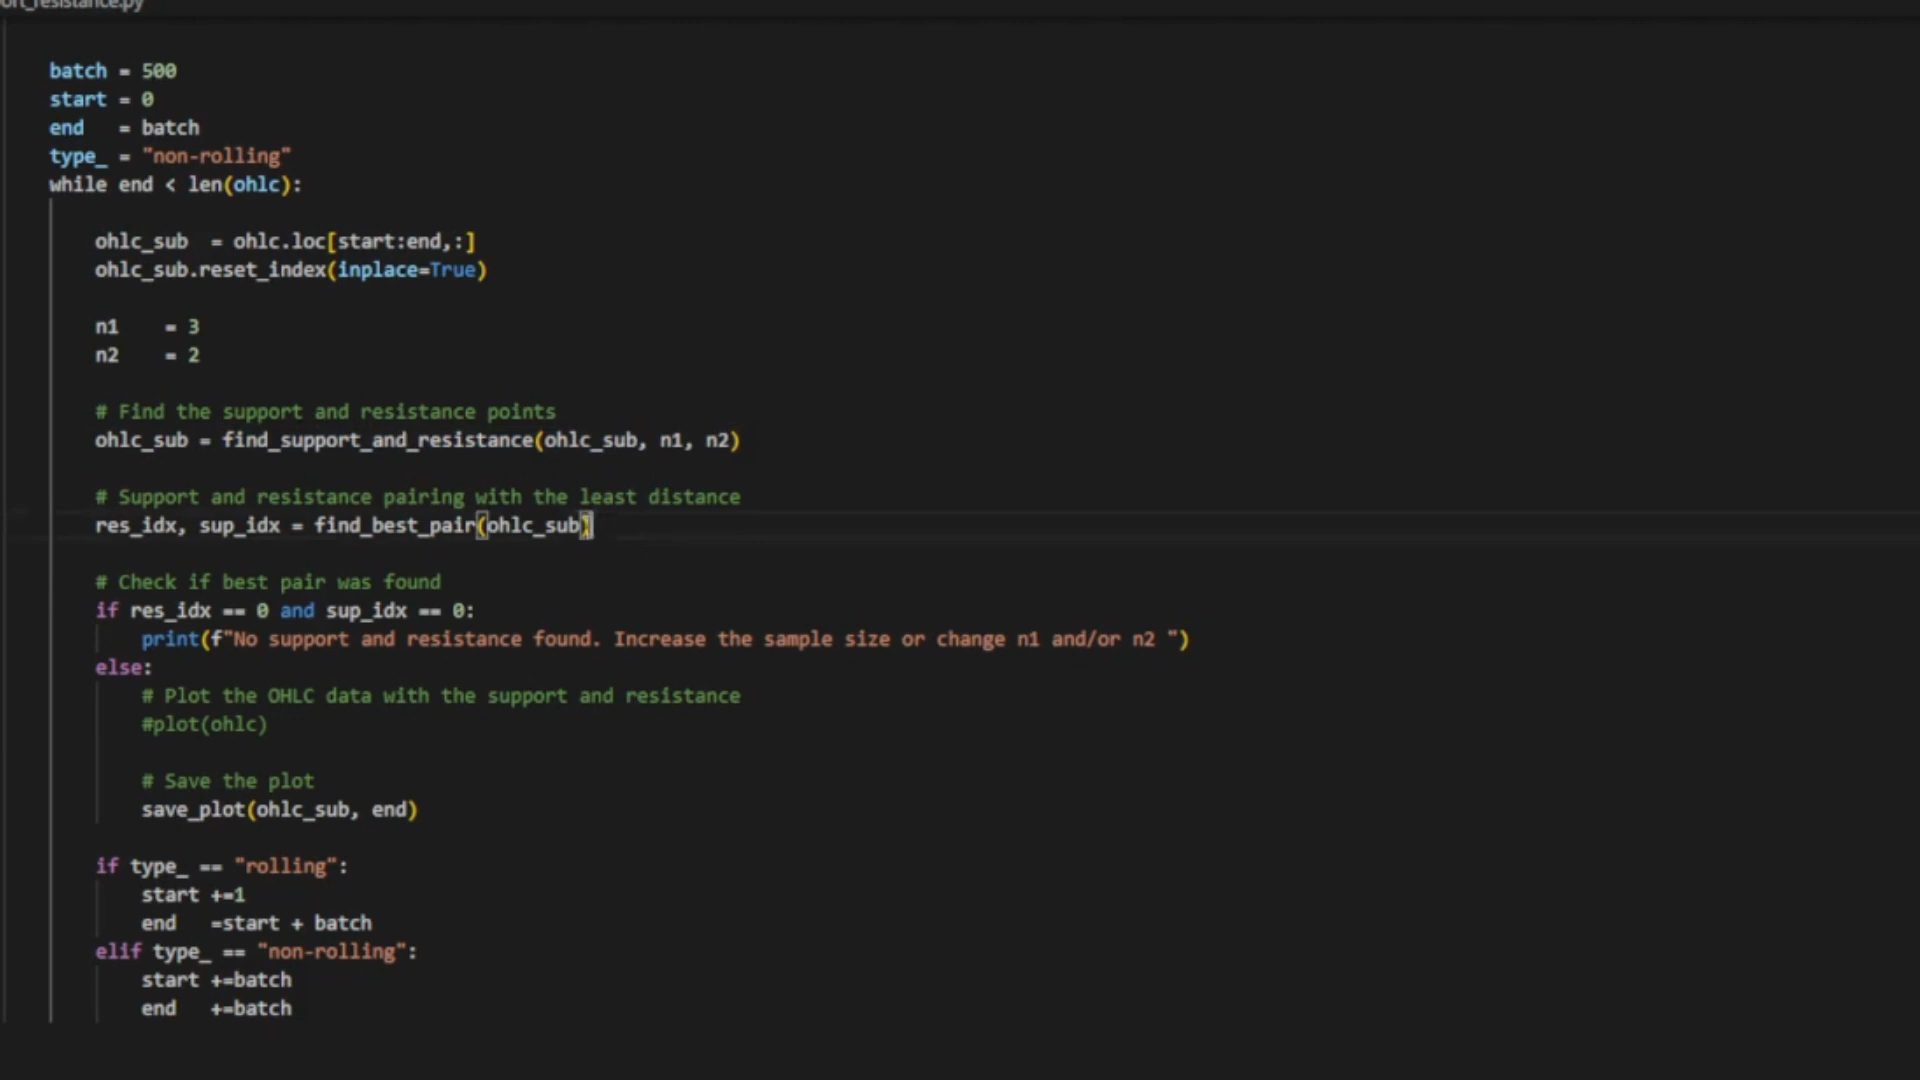 batch = 500
start = 0
end   = batch
type_ = "non-rolling"
while end < len(ohlc):
    ohlc_sub  = ohlc.loc[start:end,:]
    ohlc_sub.reset_index(inplace=True)
    n1    = 3
    n2    = 2
    # Find the support and resistance points
    ohlc_sub = find_support_and_resistance(ohlc_sub, n1, n2)
    # Support and resistance pairing with the least distance
    res_idx, sup_idx = find_best_pair(ohlc_sub)
    # Check if best pair was found
    if res_idx == 0 and sup_idx == 0:
        print(f"No support and resistance found. Increase the sample size or change n1 and/or n2 ")
    else:
        # Plot the OHLC data with the support and resistance
        #plot(ohlc)
        # Save the plot
        save_plot(ohlc_sub, end)
    if type_ == "rolling":
        start +=1
        end   =start + batch
    elif type_ == "non-rolling":
        start +=batch
        end   +=batch